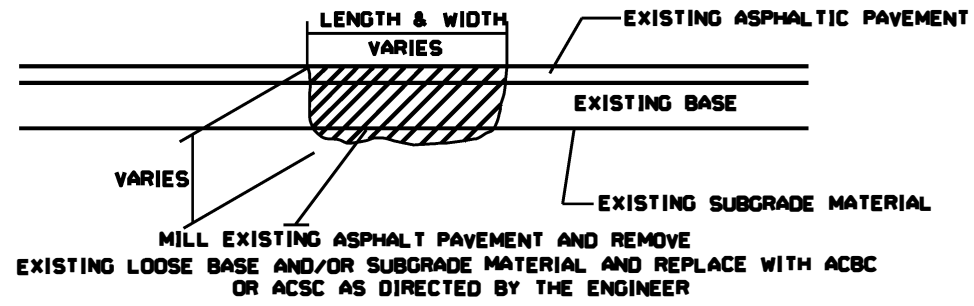 LENGTH & WIDTH
VARIES
EXISTING ASPHALTIC PAVEMENT
EXISTING BASE
VARIES
EXISTING SUBGRADE MATERIAL
MILL EXISTING ASPHALT PAVEMENT AND REMOVE
EXISTING LOOSE BASE AND/OR SUBGRADE MATERIAL AND REPLACE WITH ACBC
OR ACSC AS DIRECTED BY THE ENGINEER